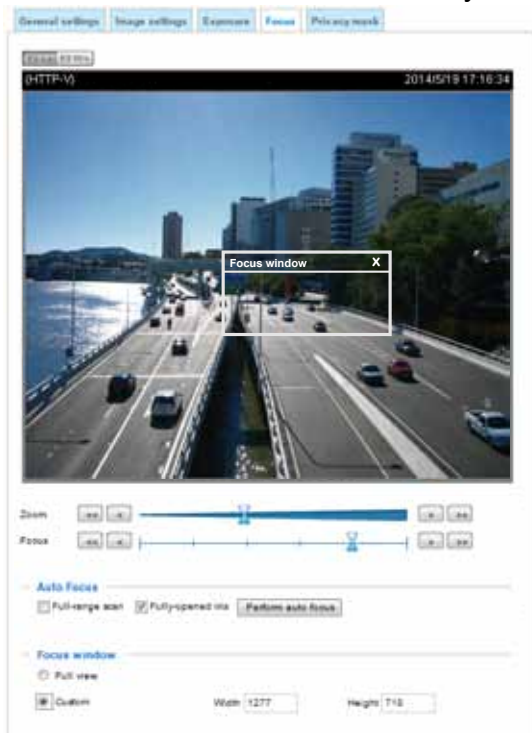 General settings Image settings Exposure Focus Privacy mask
(HTTP-V) 2014/5/19 17:16:34
Focus window X
Zoom << < > >>
Focus << < > >>
Auto Focus
Full-range scan Fully-opened iris Perform auto focus
Focus window
Full view
Custom Width 1277 Height 718